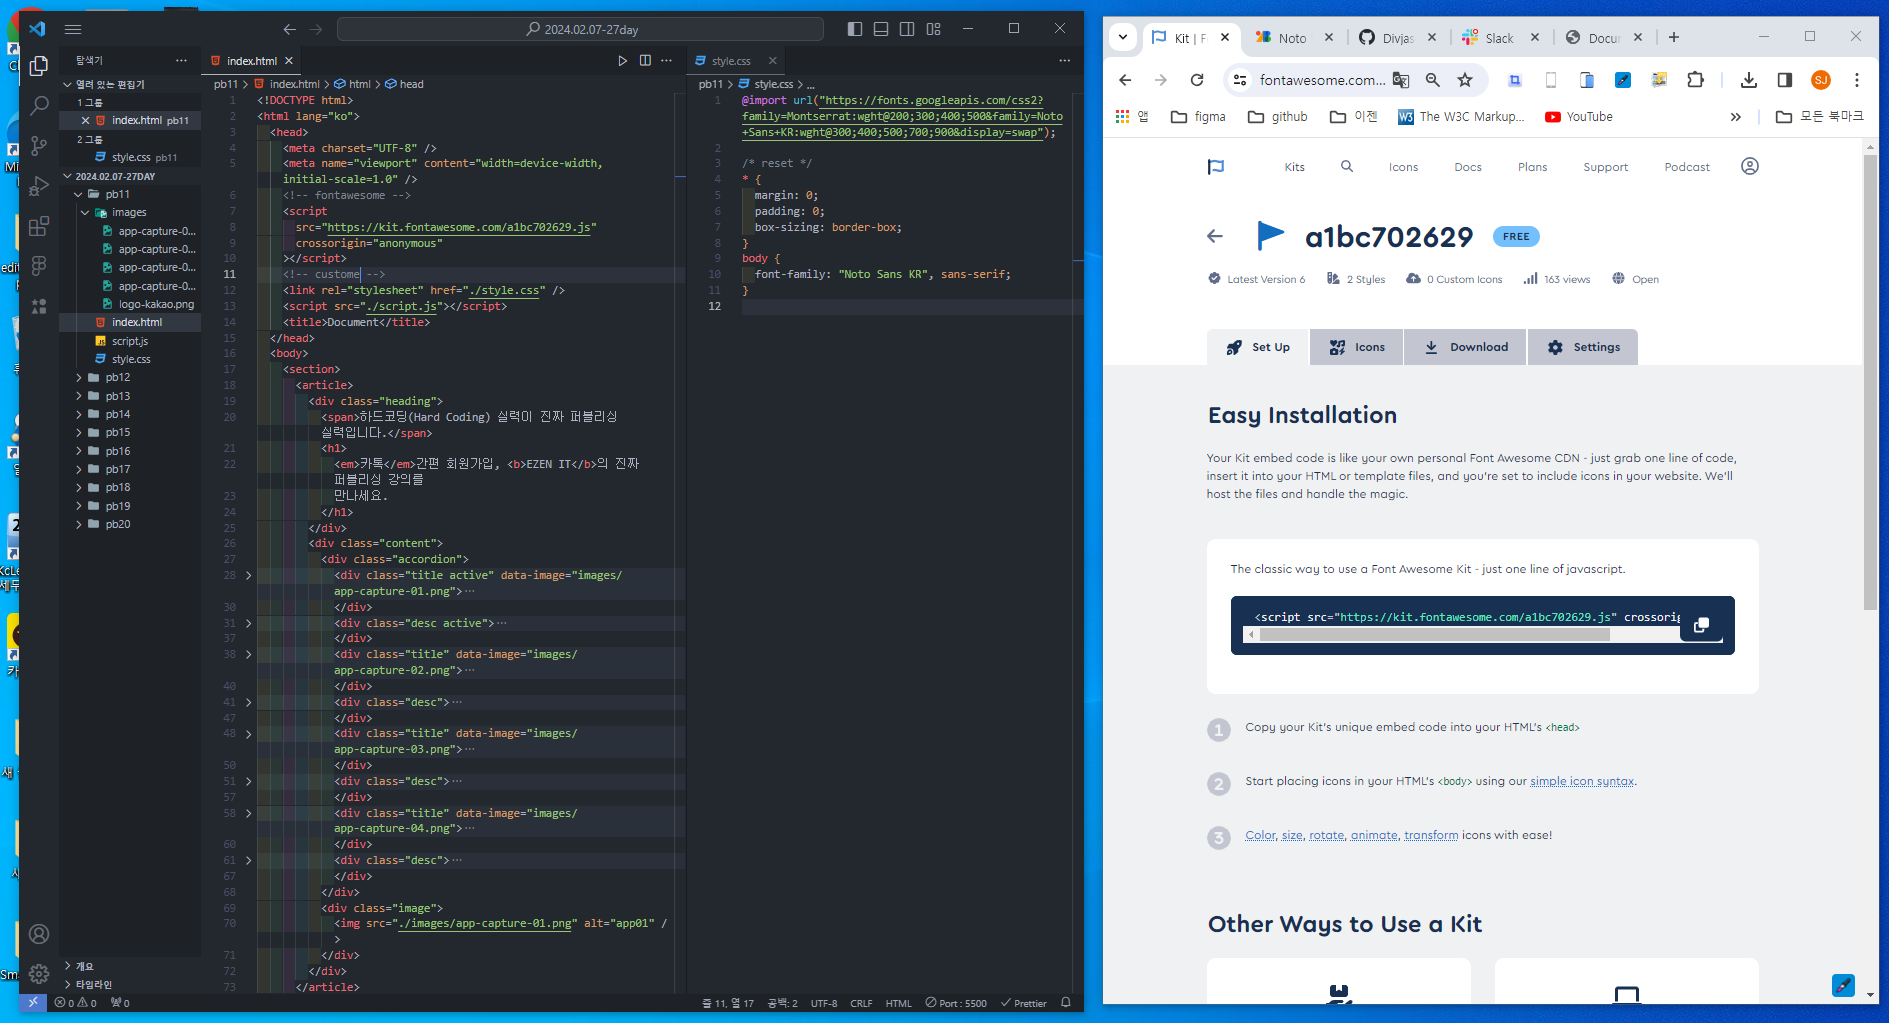 2024.02.07-27day
탐색기
열려 있는 편집기
1 그룹
index.html pb11
2 그룹
style.css pb11
2024.02.07-27DAY
pb11
images
app-capture-0...
app-capture-0...
app-capture-0...
app-capture-0...
logo-kakao.png
index.html
script.js
style.css
pb12
pb13
pb14
pb15
pb16
pb17
pb18
pb19
pb20
개요
타임라인
index.html
pb11 > index.html > html > head
1 <!DOCTYPE html>
2 <html lang="ko">
3 <head>
4 <meta charset="UTF-8" />
5 <meta name="viewport" content="width=device-width,
initial-scale=1.0" />
6 <!-- fontawesome -->
7 <script
8 src="https://kit.fontawesome.com/a1bc702629.js"
9 crossorigin="anonymous"
10 ></script>
11 <!-- custome -->
12 <link rel="stylesheet" href="./style.css" />
13 <script src="./script.js"></script>
14 <title>Document</title>
15 </head>
16 <body>
17 <section>
18 <article>
19 <div class="heading">
20 <span>하드코딩(Hard Coding) 실력이 진짜 퍼블리싱
실력입니다.</span>
21 <h1>
22 <em>카톡</em>간편 회원가입, <b>EZEN IT</b>의 진짜
퍼블리싱 강의를
23 만나세요.
24 </h1>
25 </div>
26 <div class="content">
27 <div class="accordion">
28 <div class="title active" data-image="images/
app-capture-01.png">⋯
30 </div>
31 <div class="desc active">⋯
37 </div>
38 <div class="title" data-image="images/
app-capture-02.png">⋯
40 </div>
41 <div class="desc">⋯
47 </div>
48 <div class="title" data-image="images/
app-capture-03.png">⋯
50 </div>
51 <div class="desc">⋯
57 </div>
58 <div class="title" data-image="images/
app-capture-04.png">⋯
60 </div>
61 <div class="desc">⋯
67 </div>
68 </div>
69 <div class="image">
70 <img src="./images/app-capture-01.png" alt="app01" /
>
71 </div>
72 </div>
73 </article>
style.css
pb11 > style.css > ...
1 @import url("https://fonts.googleapis.com/css2?
family=Montserrat:wght@200;300;400;500&family=Noto
+Sans+KR:wght@300;400;500;700;900&display=swap");
2
3 /* reset */
4 * {
5 margin: 0;
6 padding: 0;
7 box-sizing: border-box;
8 }
9 body {
10 font-family: "Noto Sans KR", sans-serif;
11 }
12
0 0 0
줄 11, 열 17 공백: 2 UTF-8 CRLF HTML Port : 5500 Prettier
Kit | F Noto Divjas Slack Docur
fontawesome.com...
SJ
앱 figma github 이젠 The W3C Markup... YouTube » 모든 북마크
Kits Icons Docs Plans Support Podcast
a1bc702629 FREE
Latest Version 6 2 Styles 0 Custom Icons 163 views Open
Set Up Icons Download Settings
Easy Installation
Your Kit embed code is like your own personal Font Awesome CDN - just grab one line of code,
insert it into your HTML or template files, and you're set to include icons in your website. We'll
host the files and handle the magic.
The classic way to use a Font Awesome Kit - just one line of javascript.
<script src="https://kit.fontawesome.com/a1bc702629.js" crossorig
1 Copy your Kit's unique embed code into your HTML's <head>
2 Start placing icons in your HTML's <body> using our simple icon syntax.
3 Color, size, rotate, animate, transform icons with ease!
Other Ways to Use a Kit